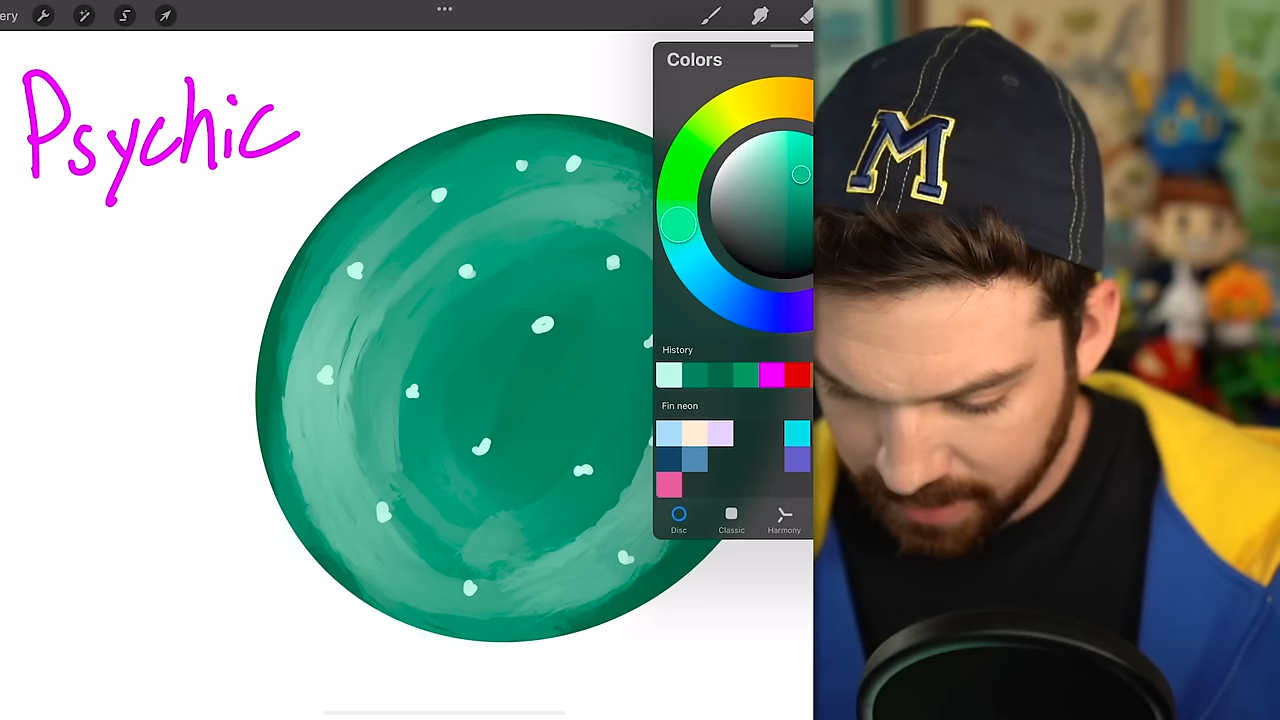 ery
Psychic
Colors
History
Fin neon
Disc
Classic
Harmony
M